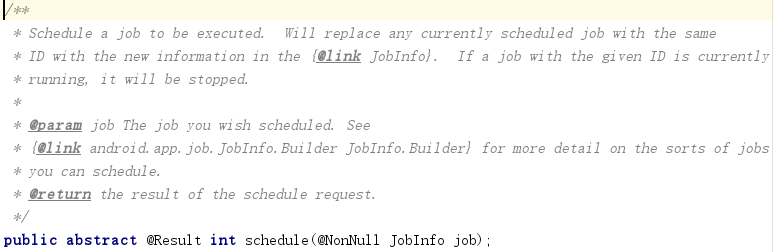 /**
 * Schedule a job to be executed.  Will replace any currently scheduled job with the same
 * ID with the new information in the {@link JobInfo}.  If a job with the given ID is currently
 * running, it will be stopped.
 *
 * @param job The job you wish scheduled. See
 * {@link android.app.job.JobInfo.Builder JobInfo.Builder} for more detail on the sorts of jobs
 * you can schedule.
 * @return the result of the schedule request.
 */
public abstract @Result int schedule(@NonNull JobInfo job);